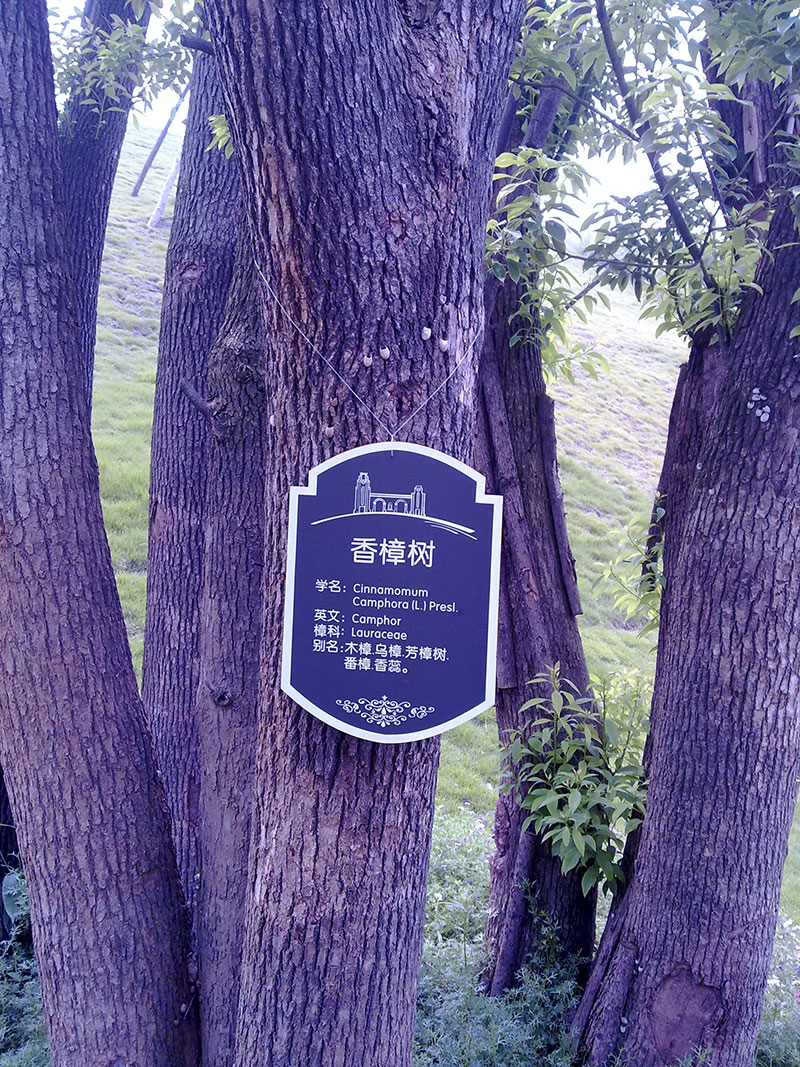 香樟树
学名：Cinnamomum
Camphora (L.) Presl.
英文：Camphor
樟科：Lauraceae
别名：木樟.乌樟.芳樟树.
番樟.香蕊。